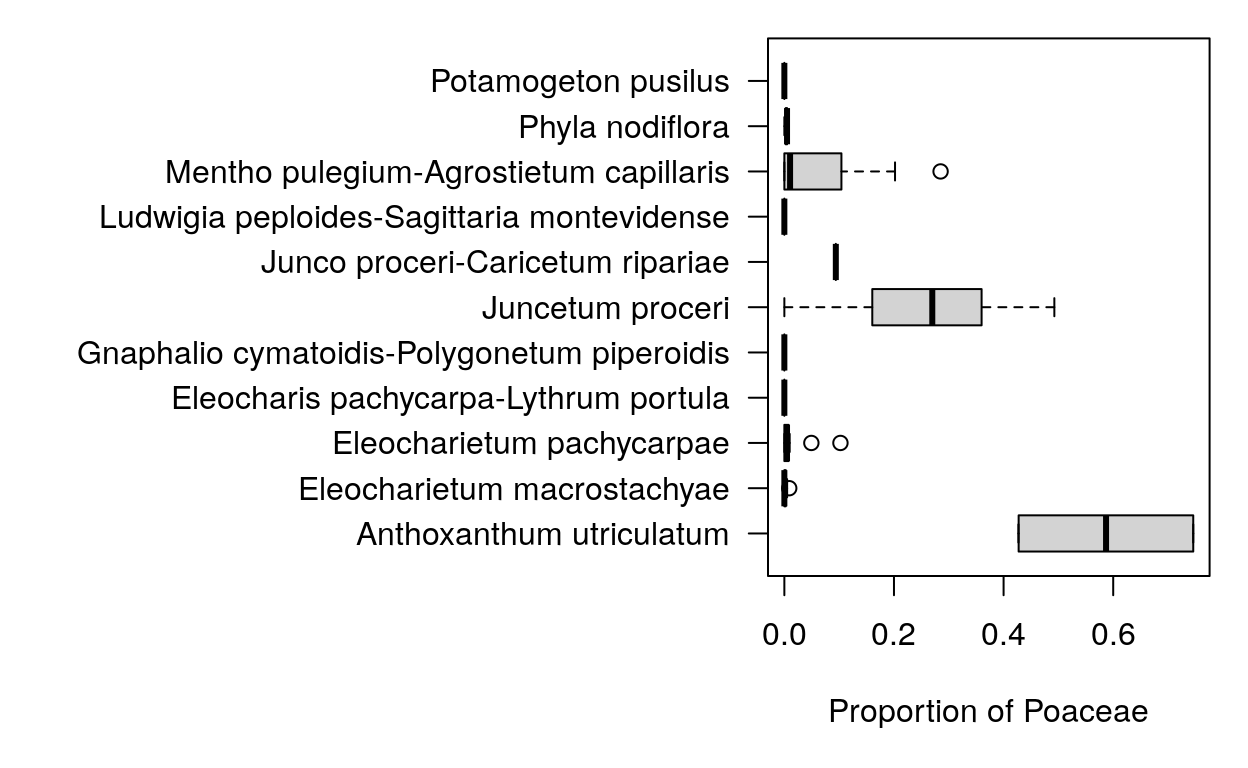 Potamogeton pusilus
Phyla nodiflora
Mentho pulegium-Agrostietum capillaris
Ludwigia peploides-Sagittaria montevidense
Junco proceri-Caricetum ripariae
Juncetum proceri
Gnaphalio cymatoidis-Polygonetum piperoidis
Eleocharis pachycarpa-Lythrum portula
Eleocharietum pachycarpae
Eleocharietum macrostachyae
Anthoxanthum utriculatum
0.0 0.2 0.4 0.6
Proportion of Poaceae